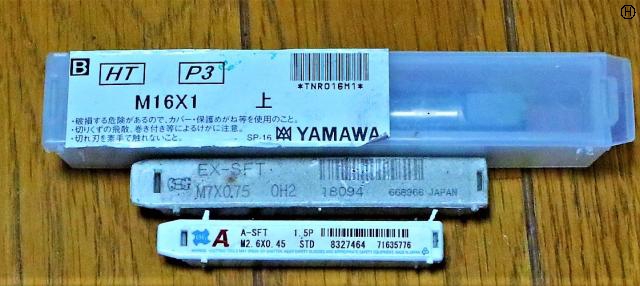 B HT P3
*TNR016M1*
M16X1 上
・破損する危険があるので、カバー・保護めがね等を使用のこと。
・切りくずの飛散、巻き付き等によるけがに注意。
・切れ刃を素手で触れないこと。
SP-16 YAMAWA
EX-SFT
OSG M7X0.75 OH2 18094 668966 JAPAN
A A-SFT 1.5P
M2.6X0.45 STD 8327464 71635776
H